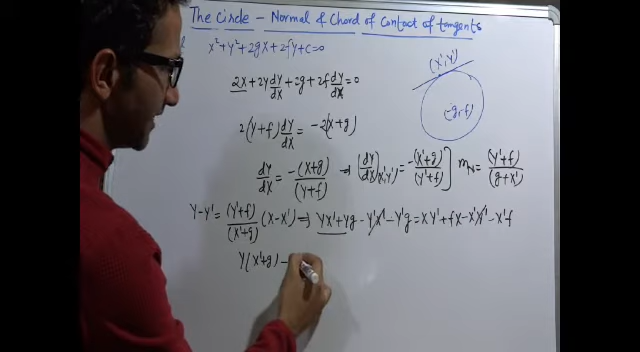 The Circle – Normal & Chord of Contact of tangents
x²+y²+2gx+2fy+c=0
2x+2y dy/dx+2g+2f dy/dx=0
(x',y')
(-g,-f)
2(y+f) dy/dx = -2(x+g)
dy/dx = -(x+g)/(y+f) ⇒ [dy/dx](x',y') = -(x'+g)/(y'+f)] mN = (y'+f)/(g+x')
y-y' = (y'+f)/(x'+g) (x-x') ⇒ yx'+yg-y'x'-y'g = xy'+fx-x'y'-x'f
y(x'+g) –